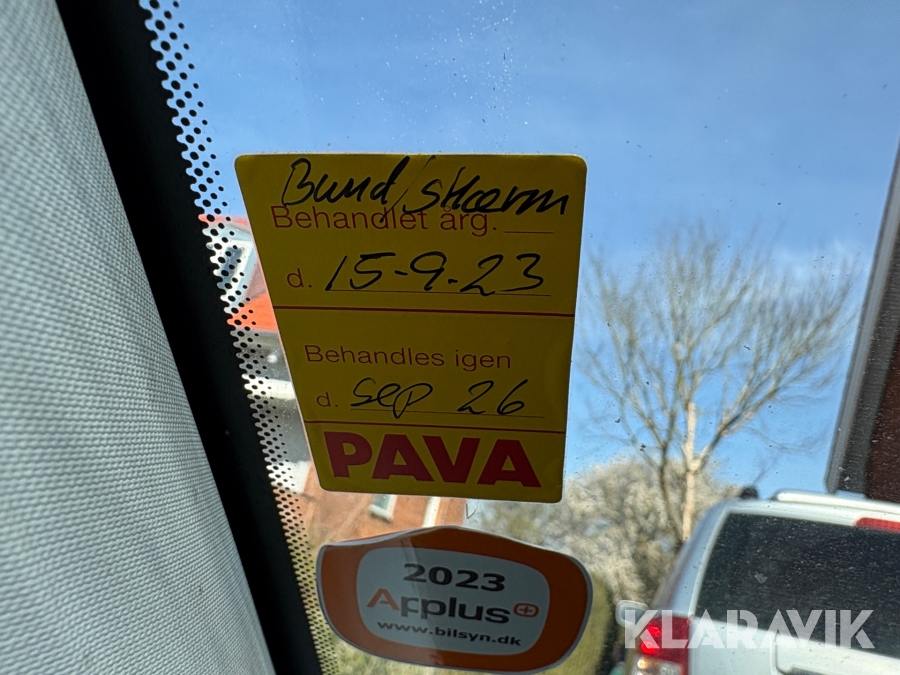 Bund/skærm
Behandlet årg.
d. 15-9.23
Behandles igen
d. sep 26
PAVA
2023
Applus+
www.bilsyn.dk
KLARAVIK